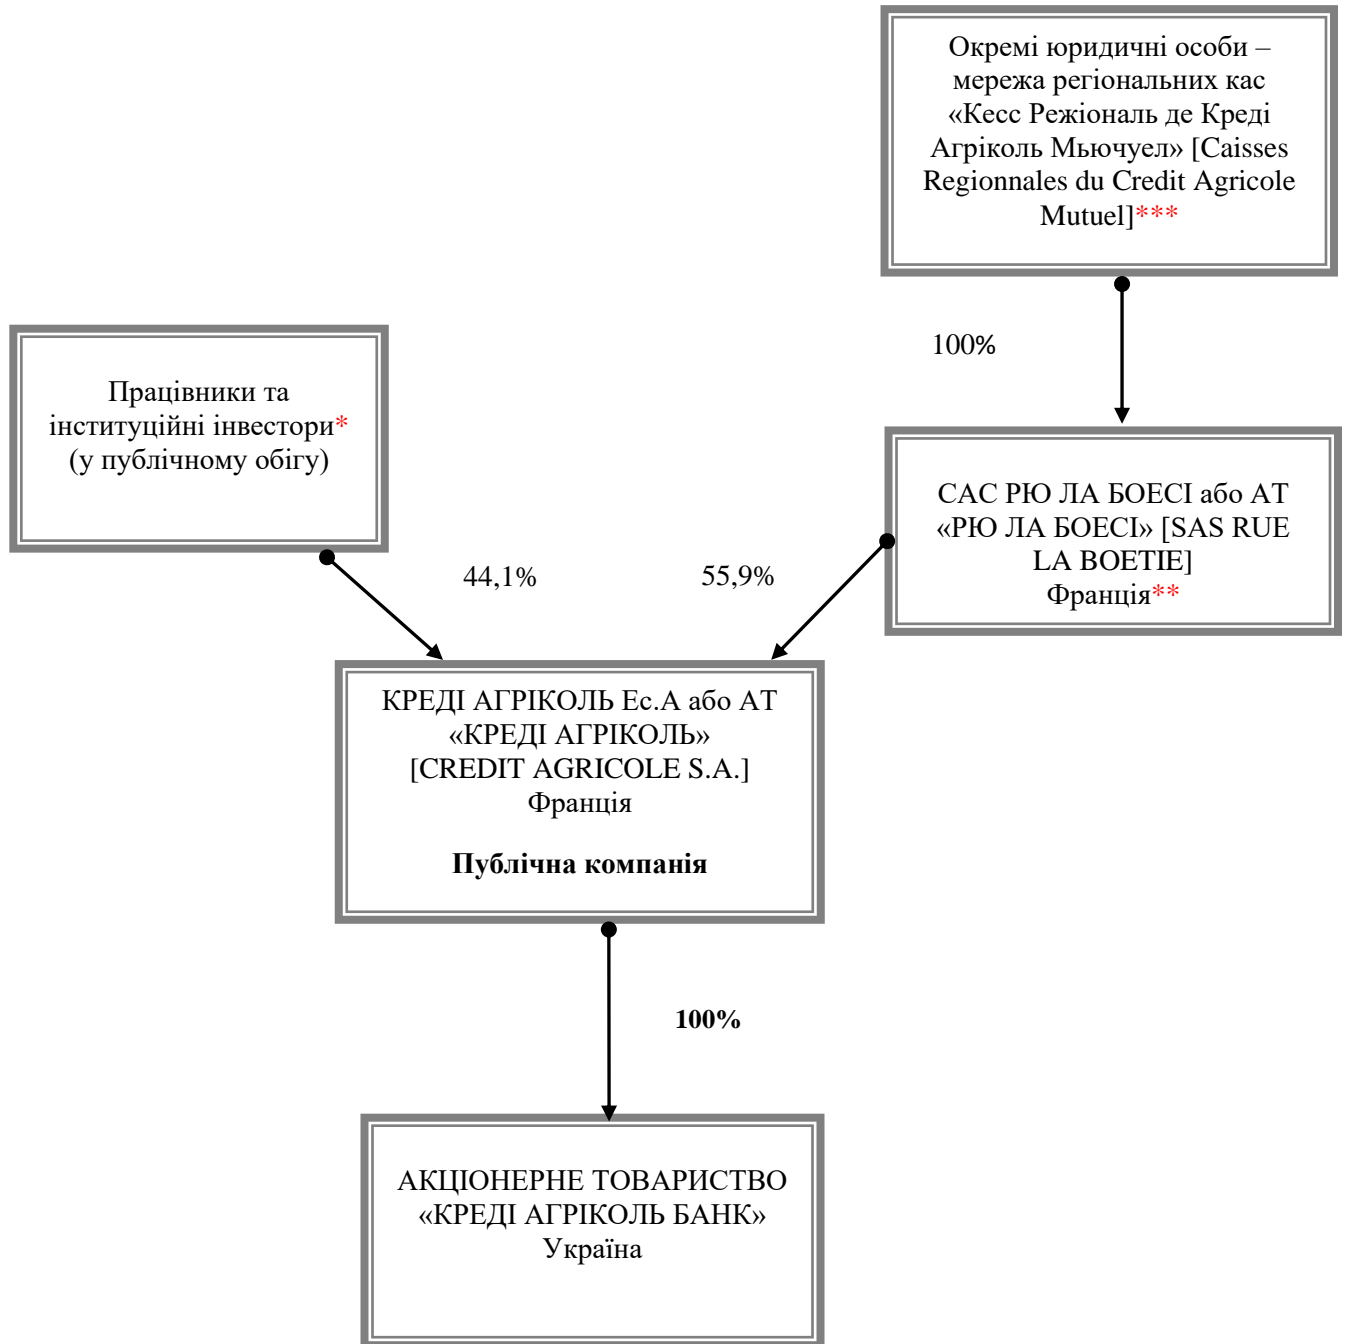 Окремі юридичні особи –
мережа регіональних кас
«Кесс Режіональ де Креді
Агріколь Мьючуел» [Caisses
Regionnales du Credit Agricole
Mutuel]***
100%
Працівники та
інституційні інвестори*
(у публічному обігу)
САС РЮ ЛА БОЕСІ або АТ
«РЮ ЛА БОЕСІ» [SAS RUE
LA BOETIE]
Франція**
44,1%
55,9%
КРЕДІ АГРІКОЛЬ Ес.А або АТ
«КРЕДІ АГРІКОЛЬ»
[CREDIT AGRICOLE S.A.]
Франція
Публічна компанія
100%
АКЦІОНЕРНЕ ТОВАРИСТВО
«КРЕДІ АГРІКОЛЬ БАНК»
Україна